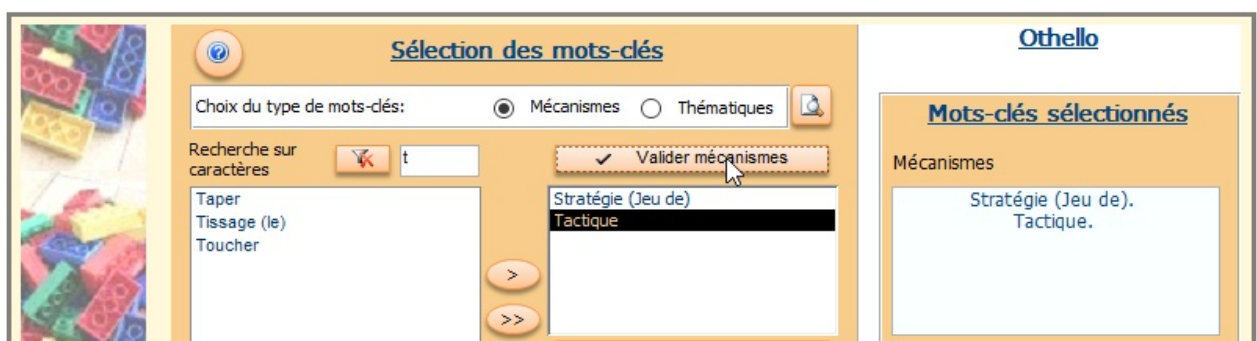 Sélection des mots-clés
Othello
Choix du type de mots-clés:
Mécanismes
Thématiques
Recherche sur
caractères
t
Valider mécanismes
Taper
Tissage (le)
Toucher
>
>>
Stratégie (Jeu de)
Tactique
Mots-clés sélectionnés
Mécanismes
Stratégie (Jeu de).
Tactique.